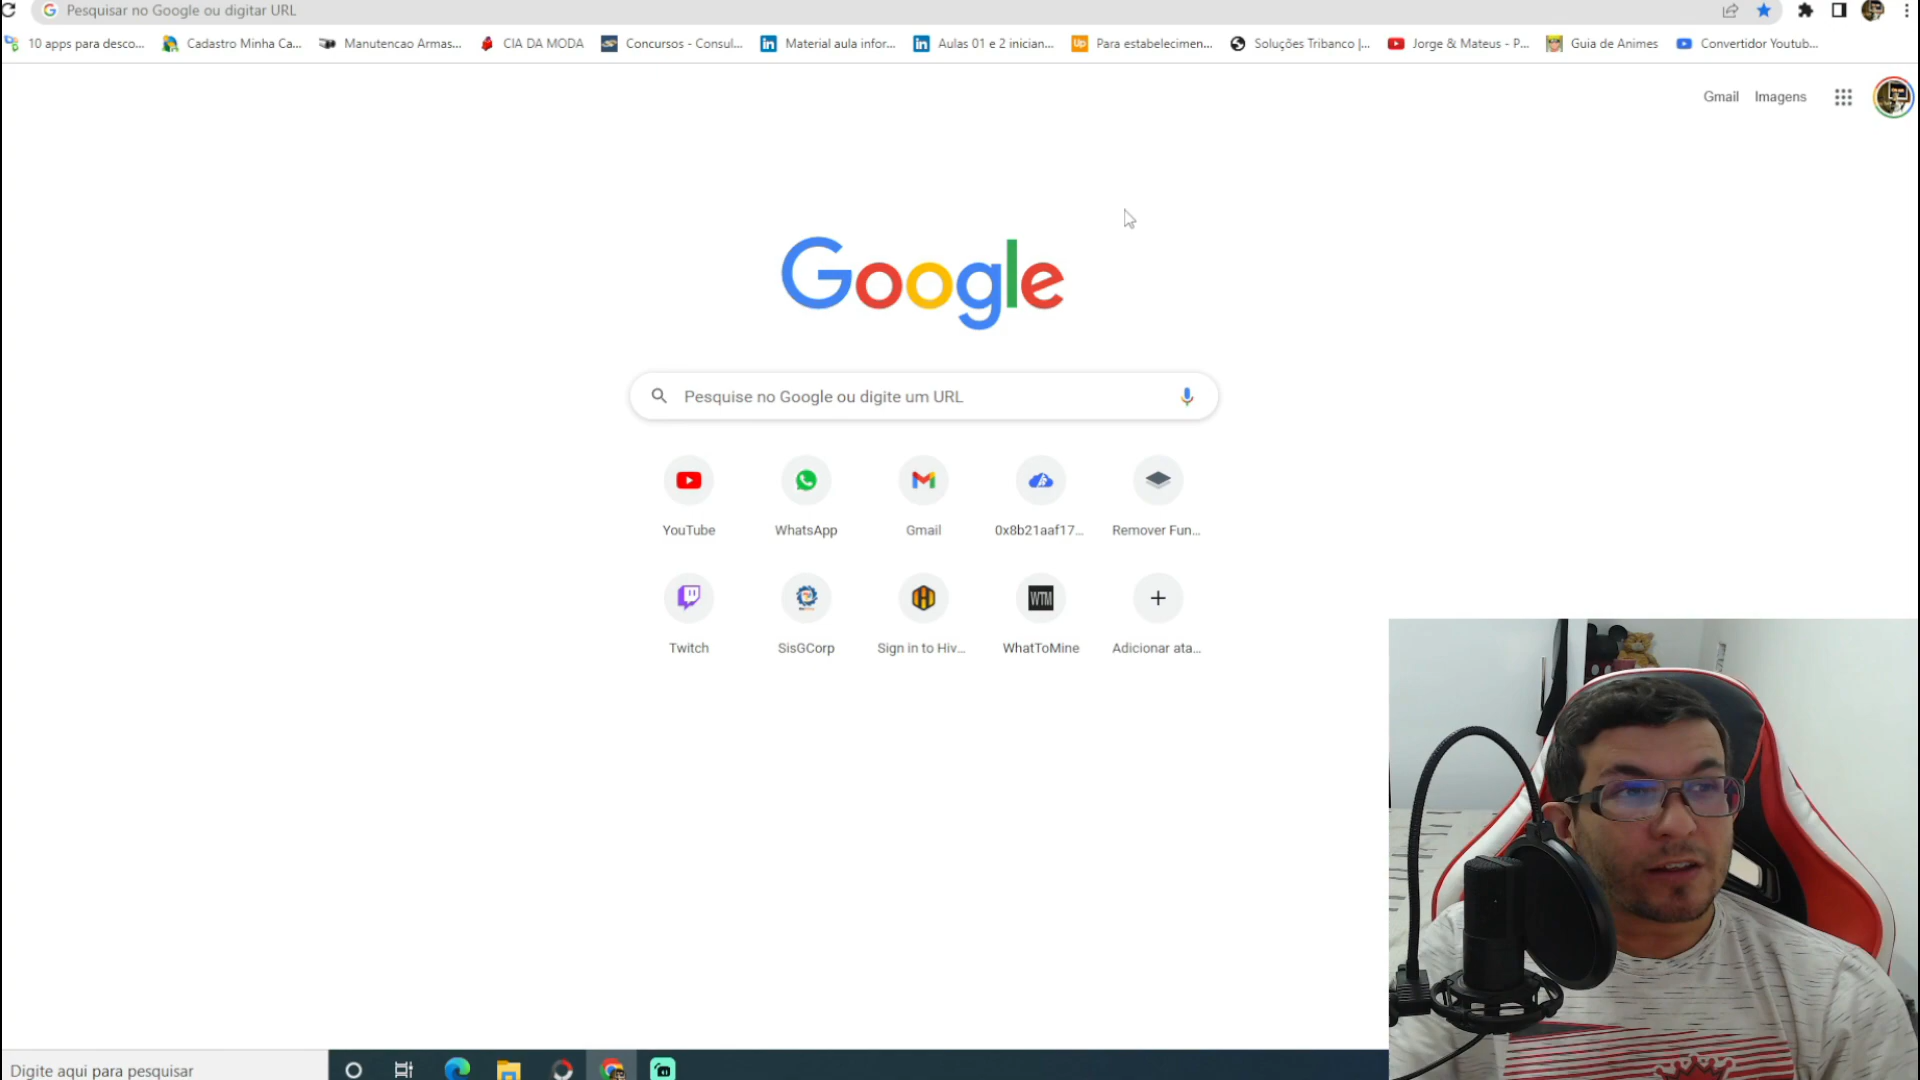 Pesquisar no Google ou digitar URL
10 apps para desco... Cadastro Minha Ca... Manutencao Armas... CIA DA MODA Concursos - Consul... Material aula infor... Aulas 01 e 2 inician... Para estabelecimen... Soluções Tribanco |... Jorge & Mateus - P... Guia de Animes Convertidor Youtub...
Gmail Imagens
Google
Pesquise no Google ou digite um URL
YouTube WhatsApp Gmail 0x8b21aaf17... Remover Fun...
WTM
Twitch SisGCorp Sign in to Hiv... WhatToMine Adicionar ata...
Digite aqui para pesquisar